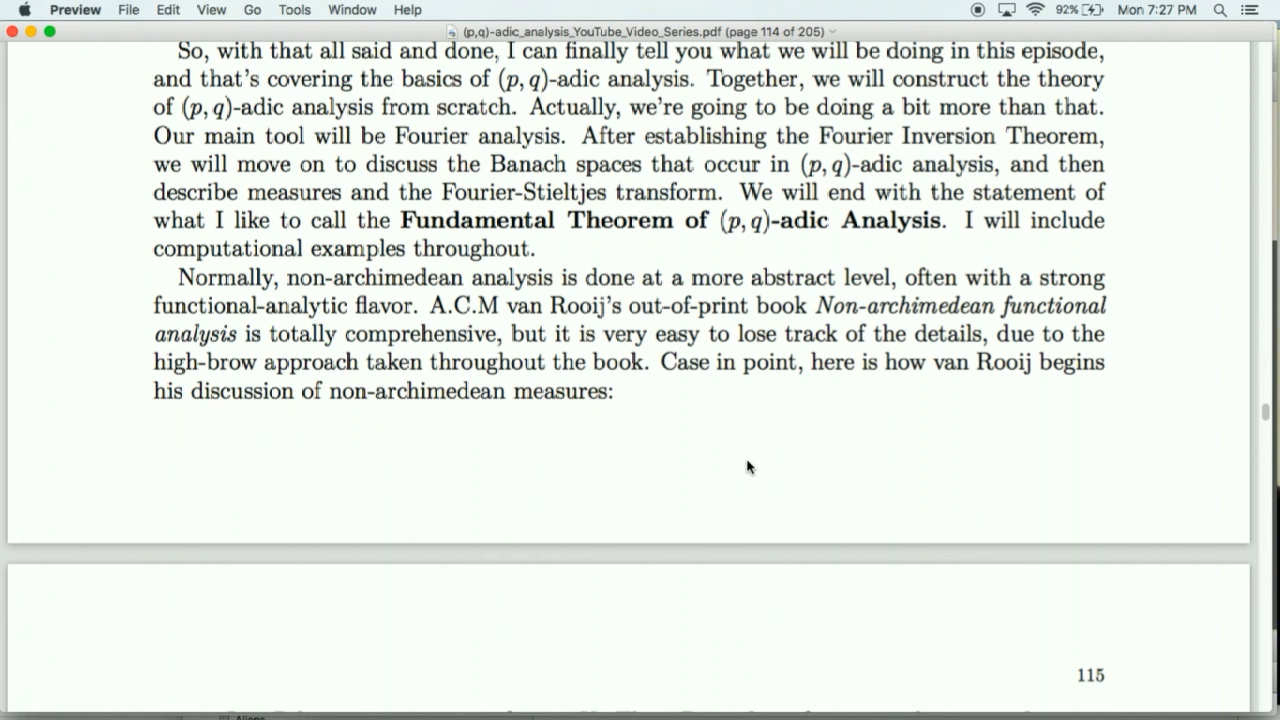 Preview File Edit View Go Tools Window Help 92% Mon 7:27 PM
(p,q)-adic_analysis_YouTube_Video_Series.pdf (page 114 of 205)
So, with that all said and done, I can finally tell you what we will be doing in this episode,
and that's covering the basics of (p, q)-adic analysis. Together, we will construct the theory
of (p, q)-adic analysis from scratch. Actually, we're going to be doing a bit more than that.
Our main tool will be Fourier analysis. After establishing the Fourier Inversion Theorem,
we will move on to discuss the Banach spaces that occur in (p, q)-adic analysis, and then
describe measures and the Fourier-Stieltjes transform. We will end with the statement of
what I like to call the Fundamental Theorem of (p, q)-adic Analysis. I will include
computational examples throughout.
Normally, non-archimedean analysis is done at a more abstract level, often with a strong
functional-analytic flavor. A.C.M van Rooij's out-of-print book Non-archimedean functional
analysis is totally comprehensive, but it is very easy to lose track of the details, due to the
high-brow approach taken throughout the book. Case in point, here is how van Rooij begins
his discussion of non-archimedean measures:
115